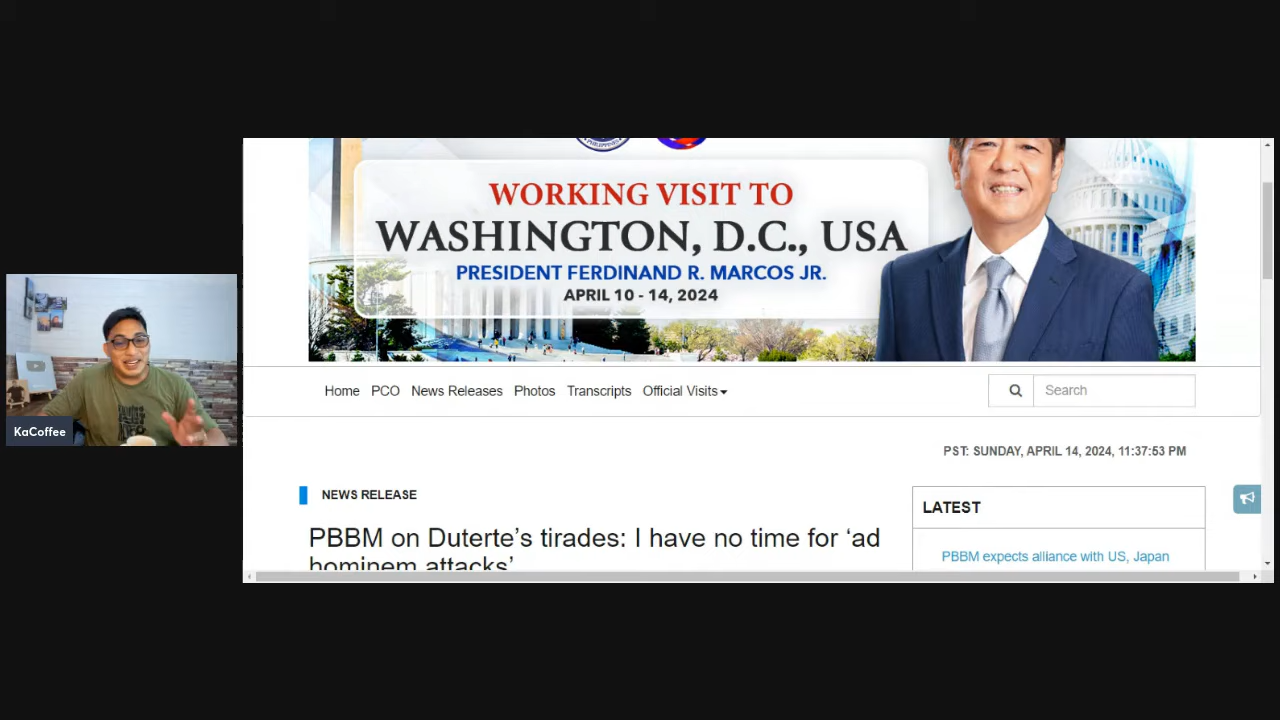 WORKING VISIT TO
WASHINGTON, D.C., USA
PRESIDENT FERDINAND R. MARCOS JR.
APRIL 10 - 14, 2024
Home PCO News Releases Photos Transcripts Official Visits
Search
PST: SUNDAY, APRIL 14, 2024, 11:37:53 PM
NEWS RELEASE
PBBM on Duterte’s tirades: I have no time for ‘ad
hominem attacks’
LATEST
PBBM expects alliance with US, Japan
KaCoffee